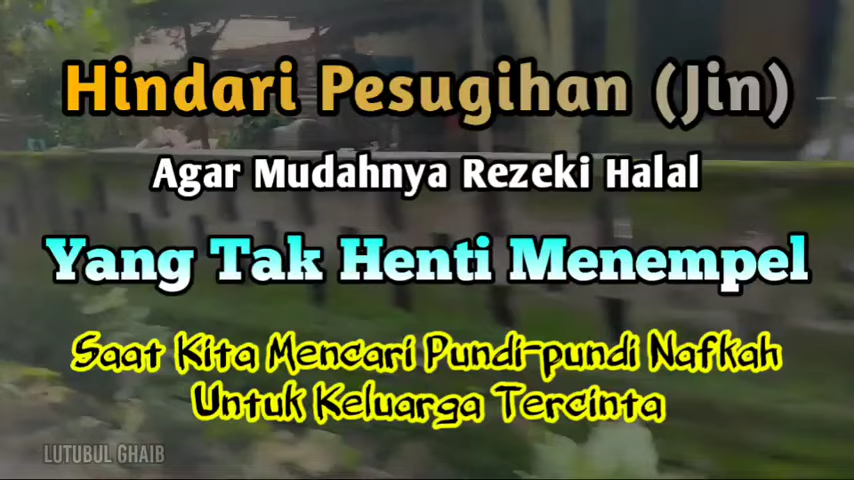 Hindari Pesugihan (Jin)
Agar Mudahnya Rezeki Halal
Yang Tak Henti Menempel
Saat Kita Mencari Pundi-pundi Nafkah
Untuk Keluarga Tercinta
LUTUBUL GHAIB